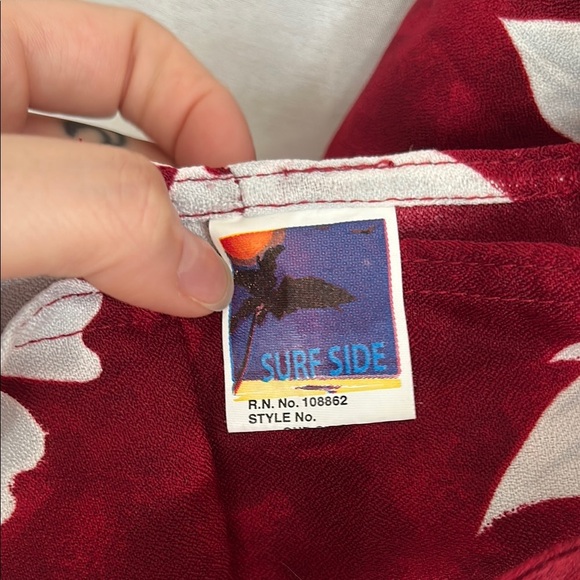 SURF SIDE
R.N. No. 108862
STYLE No.